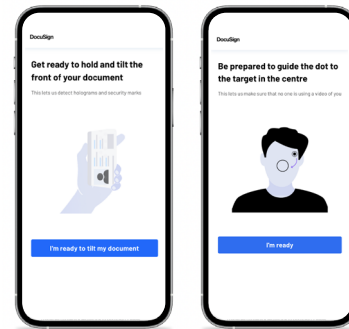 DocuSign
Get ready to hold and tilt the
front of your document
This lets us detect holograms and security marks
I'm ready to tilt my document
DocuSign
Be prepared to guide the dot to
the target in the centre
This lets us make sure that no one is using a video of you
I'm ready